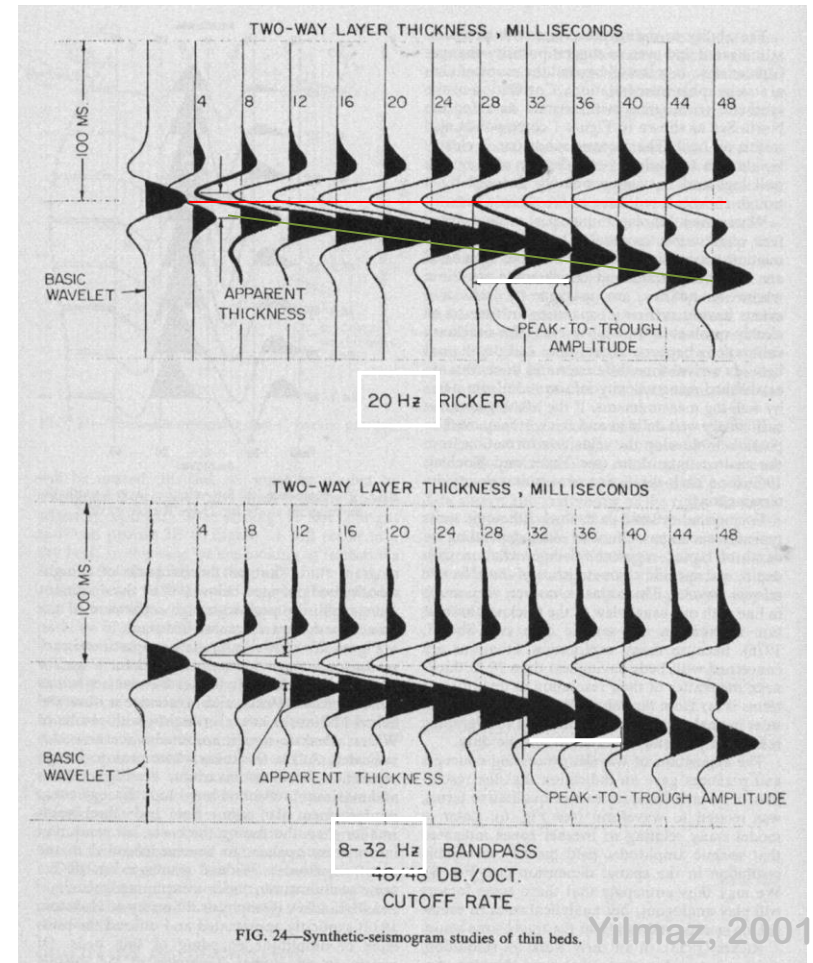 TWO-WAY LAYER THICKNESS , MILLISECONDS
4 8 12 16 20 24 28 32 36 40 44 48
100 MS.
BASIC
WAVELET
APPARENT
THICKNESS
PEAK-TO-TROUGH
AMPLITUDE
20 Hz RICKER
TWO-WAY LAYER THICKNESS , MILLISECONDS
4 8 12 16 20 24 28 32 36 40 44 48
100 MS.
BASIC
WAVELET
APPARENT THICKNESS
PEAK-TO-TROUGH AMPLITUDE
8-32 Hz BANDPASS
48/48 DB./OCT.
CUTOFF RATE
FIG. 24—Synthetic-seismogram studies of thin beds.
Yilmaz, 2001